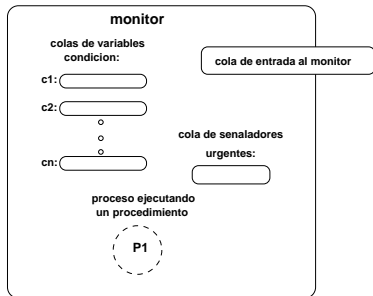 monitor
colas de variables
condicion:
cola de entrada al monitor
c1:
c2:
cola de senaladores
urgentes:
cn:
proceso ejecutando
un procedimiento
P1